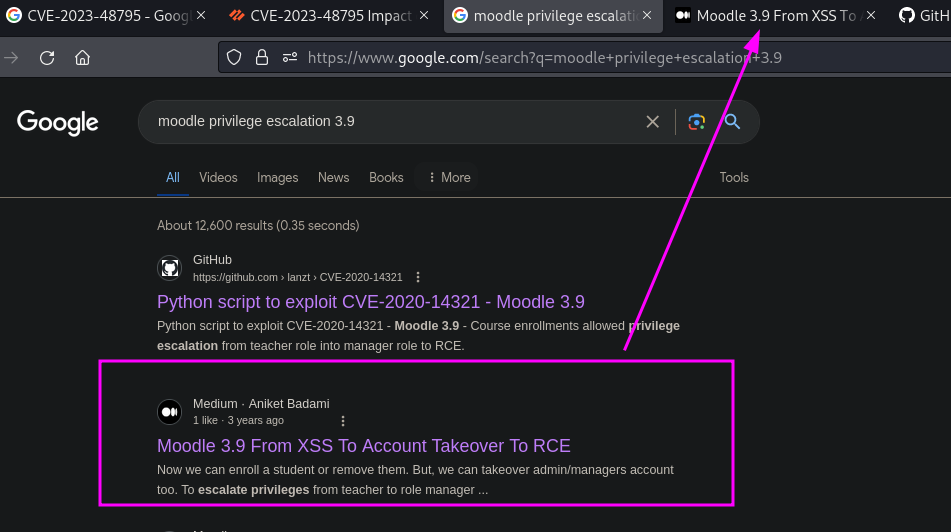 CVE-2023-48795 - Goog
CVE-2023-48795 Impact
moodle privilege escalati
Moodle 3.9 From XSS To A
GitH
https://www.google.com/search?q=moodle+privilege+escalation+3.9
Google
moodle privilege escalation 3.9
All Videos Images News Books More Tools
About 12,600 results (0.35 seconds)
GitHub
https://github.com › lanzt › CVE-2020-14321
Python script to exploit CVE-2020-14321 - Moodle 3.9
Python script to exploit CVE-2020-14321 - Moodle 3.9 - Course enrollments allowed privilege
escalation from teacher role into manager role to RCE.
Medium · Aniket Badami
1 like · 3 years ago
Moodle 3.9 From XSS To Account Takeover To RCE
Now we can enroll a student or remove them. But, we can takeover admin/managers account
too. To escalate privileges from teacher to role manager ...